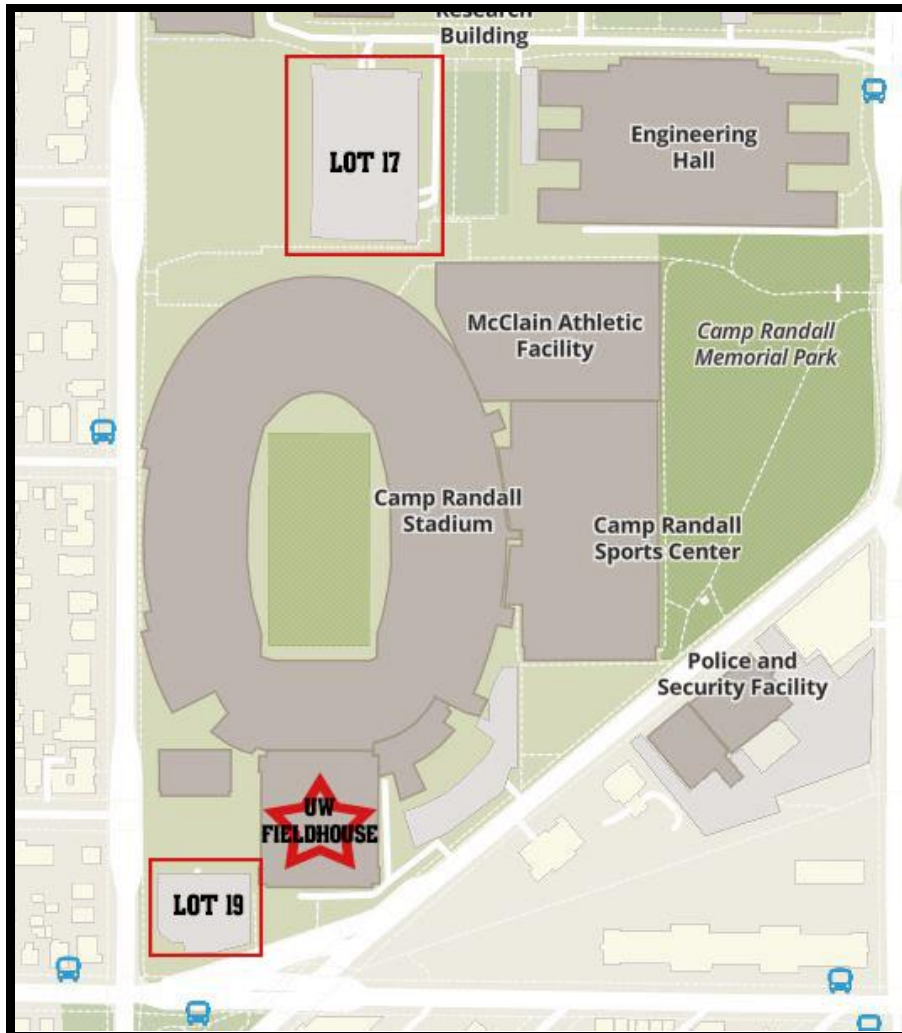 Research
Building
LOT 17
Engineering
Hall
McClain Athletic
Facility
Camp Randall
Memorial Park
Camp Randall
Stadium
Camp Randall
Sports Center
Police and
Security Facility
UW
FIELDHOUSE
LOT 19